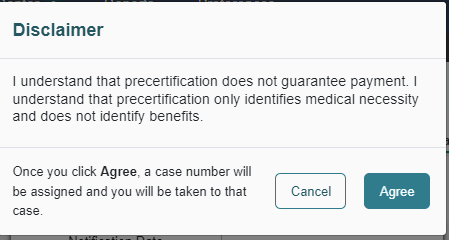 Reports
Preferences
Disclaimer
I understand that precertification does not guarantee payment. I
understand that precertification only identifies medical necessity
and does not identify benefits.
Once you click Agree, a case number will
be assigned and you will be taken to that
case.
Cancel
Agree
Notification Date